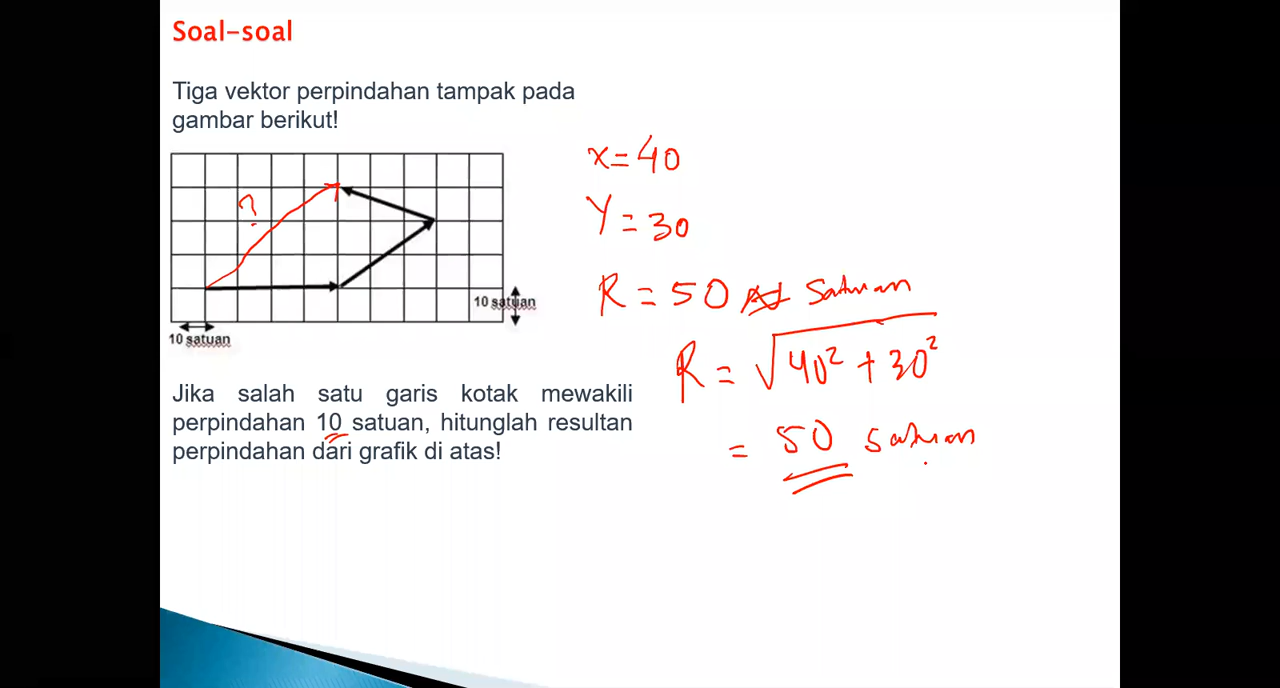 Soal-soal
Tiga vektor perpindahan tampak pada
gambar berikut!
?
10 satuan
10 satuan
Jika salah satu garis kotak mewakili
perpindahan 10 satuan, hitunglah resultan
perpindahan dari grafik di atas!
x = 40
Y = 30
R = 50 satuan
R = √40² + 30²
= 50 satuan